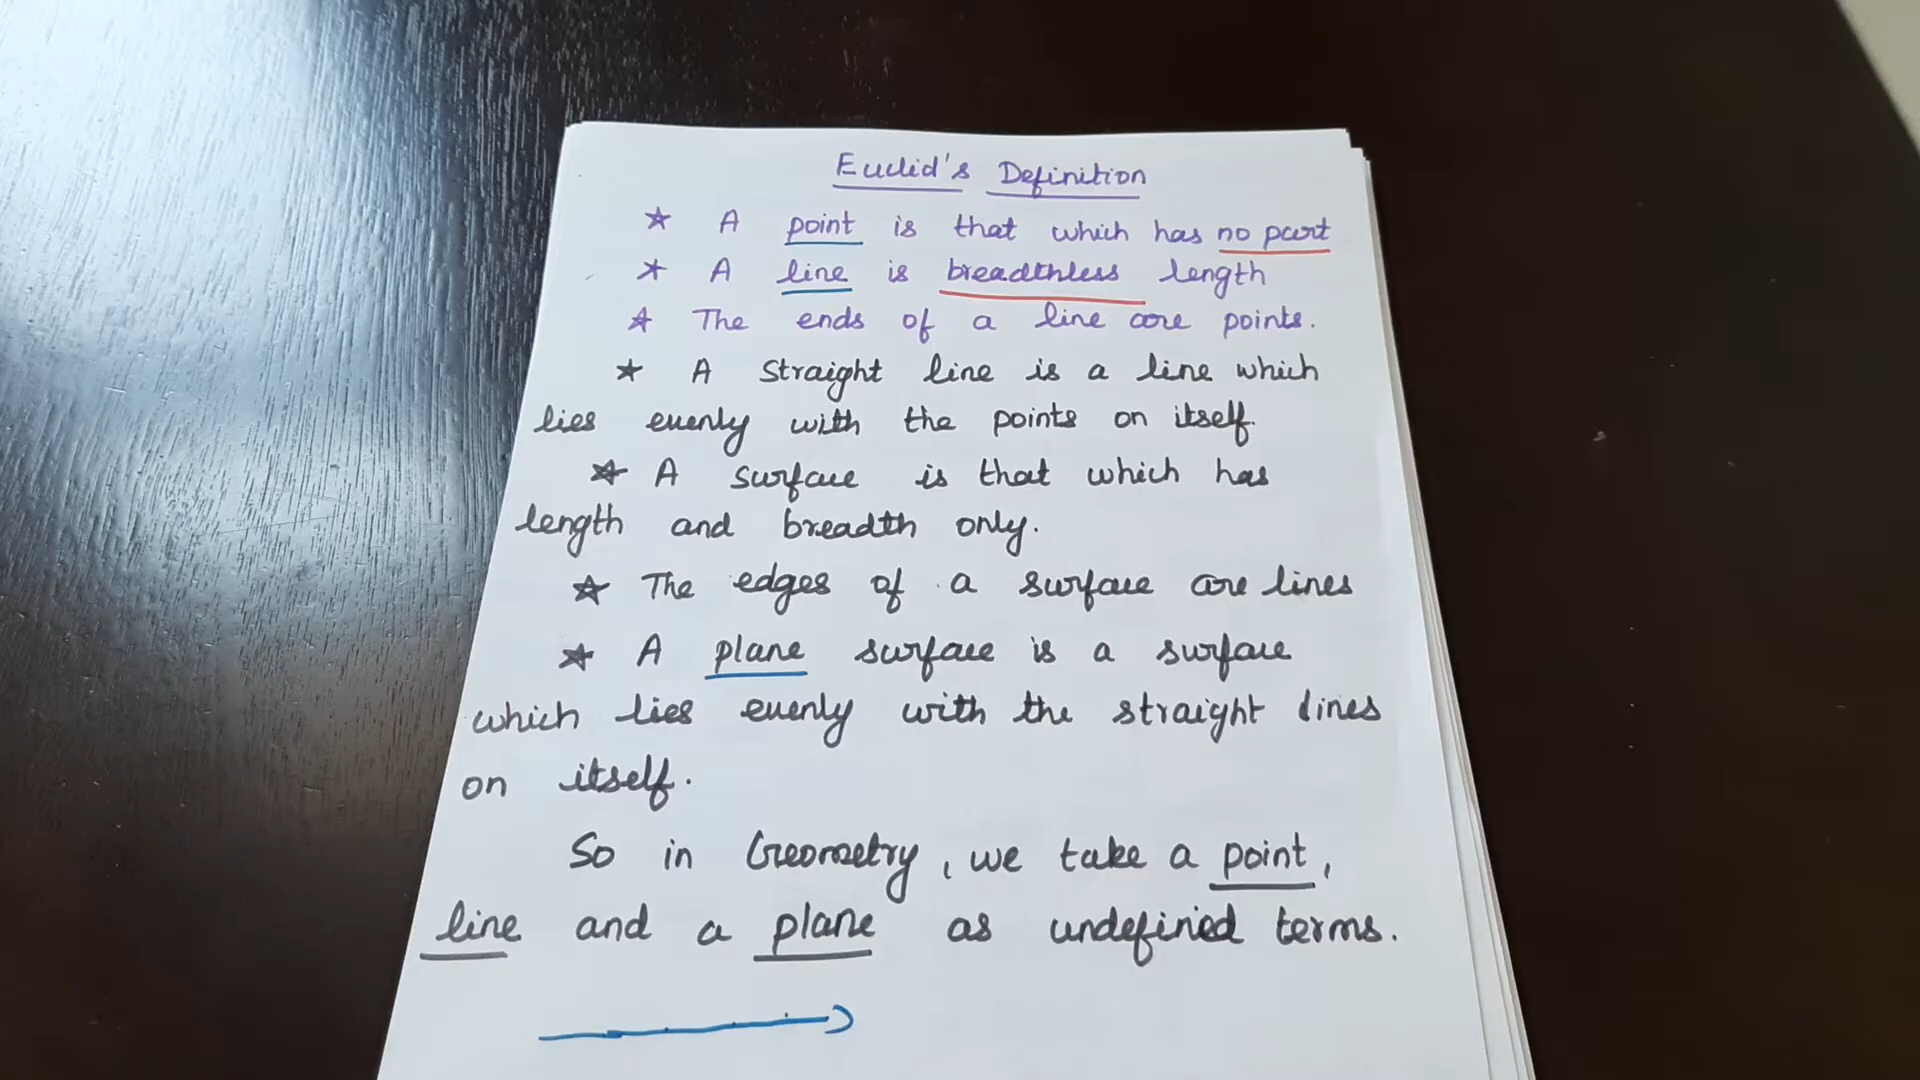 Euclid's Definition
☆ A point is that which has no part
☆ A line is breadthless length
☆ The ends of a line are points.
☆ A straight line is a line which
lies evenly with the points on itself.
☆ A surface is that which has
length and breadth only.
☆ The edges of a surface are lines
☆ A plane surface is a surface
which lies evenly with the straight lines
on itself.
So in Geometry, we take a point,
line and a plane as undefined terms.